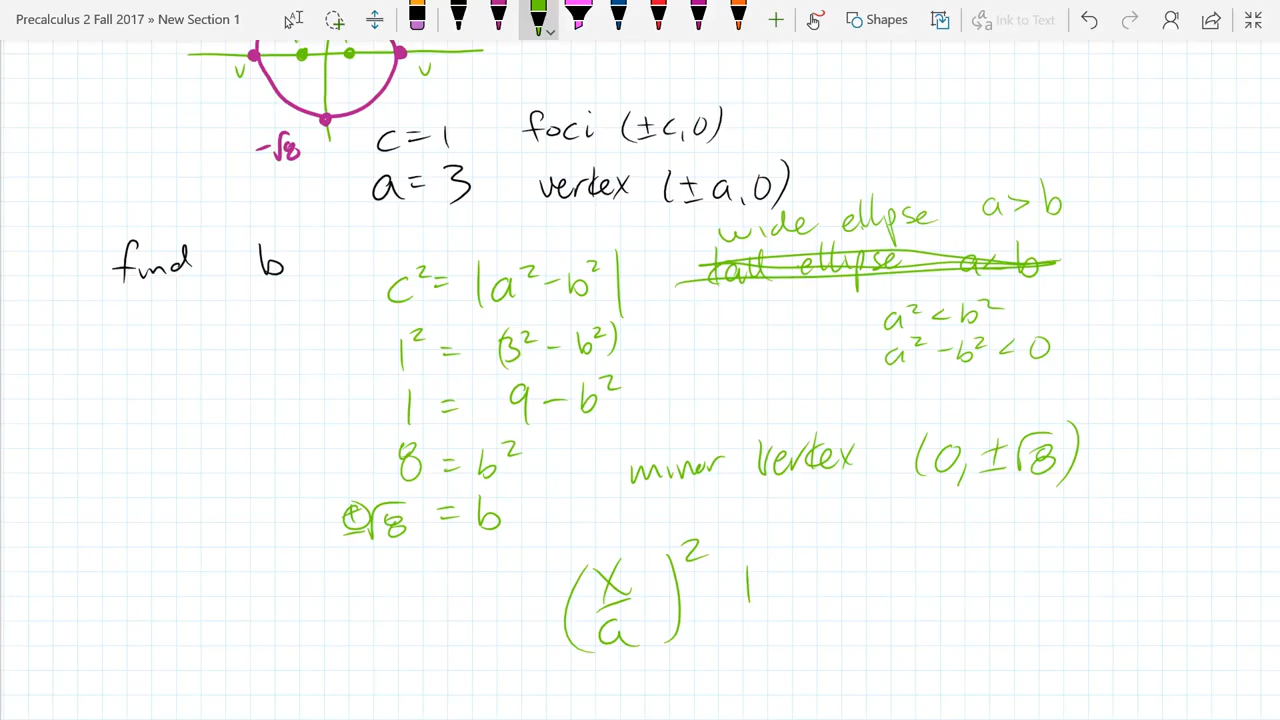 Precalculus 2 Fall 2017 » New Section 1
Shapes
Ink to Text
v
v
-√8
c = 1 foci (±c, 0)
a = 3 vertex (±a, 0)
wide ellipse a > b
tall ellipse a < b
find b
c² = |a² - b²|
a² < b²
1² = (3² - b²)
a² - b² < 0
1 = 9 - b²
8 = b²
minor vertex (0, ±√8)
±√8 = b
(x/a)² |